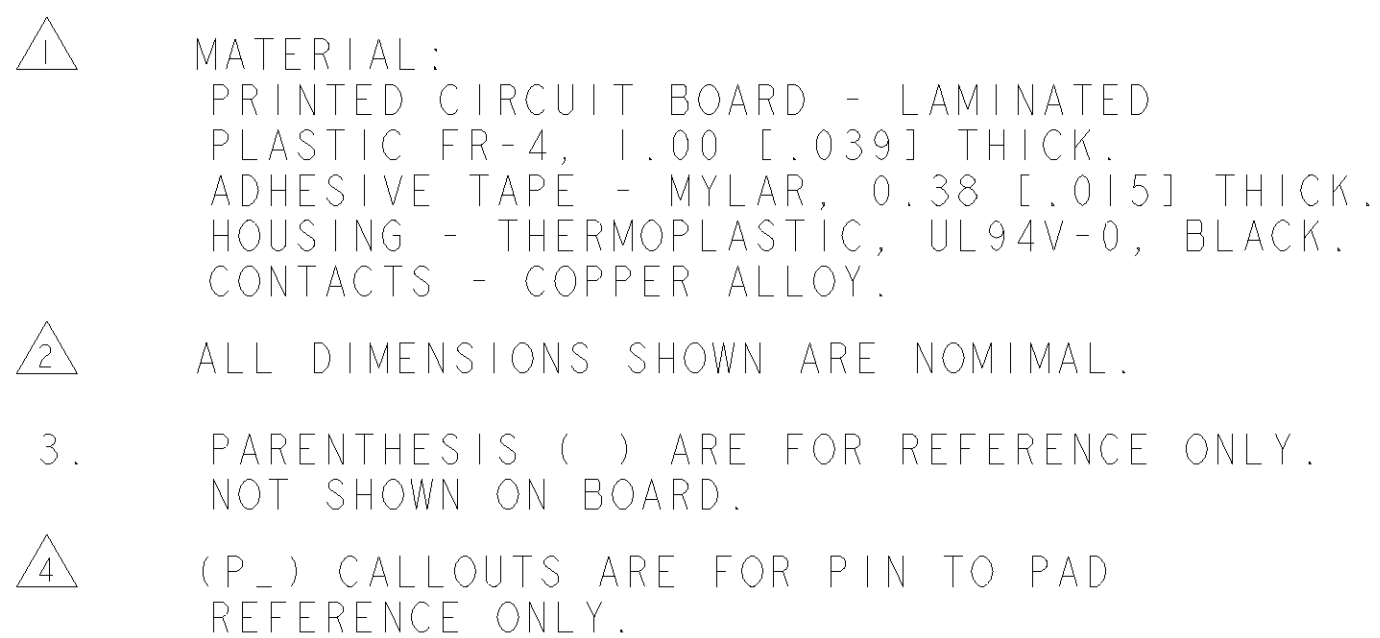 1 MATERIAL:
PRINTED CIRCUIT BOARD - LAMINATED
PLASTIC FR-4, 1.00 [.039] THICK.
ADHESIVE TAPE - MYLAR, 0.38 [.015] THICK.
HOUSING - THERMOPLASTIC, UL94V-0, BLACK.
CONTACTS - COPPER ALLOY.
2 ALL DIMENSIONS SHOWN ARE NOMIMAL.
3. PARENTHESIS ( ) ARE FOR REFERENCE ONLY.
NOT SHOWN ON BOARD.
4 (P_) CALLOUTS ARE FOR PIN TO PAD
REFERENCE ONLY.